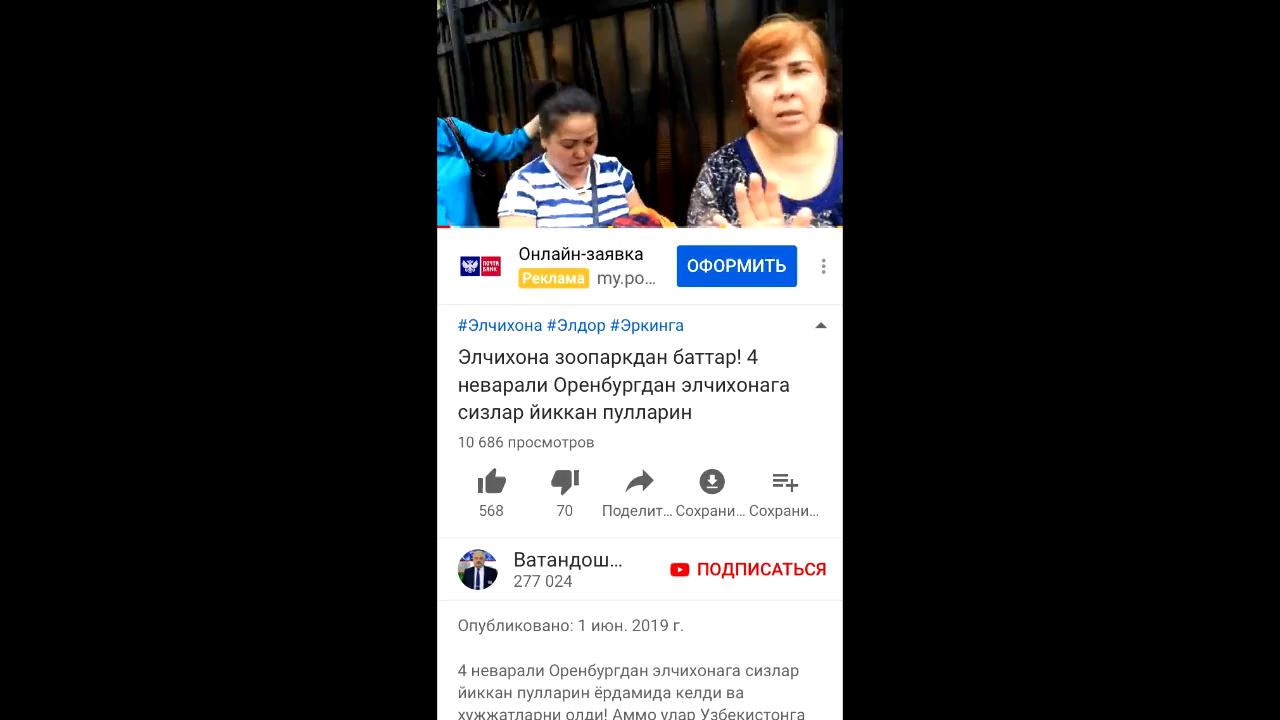 Онлайн-заявка
ПОЧТА БАНК
Реклама my.po…
ОФОРМИТЬ
#Элчихона #Элдор #Эркинга
Элчихона зоопаркдан баттар! 4
неварали Оренбургдан элчихонага
сизлар йиккан пулларин
10 686 просмотров
568
70
Поделит…
Сохрани…
Сохрани…
Ватандош…
277 024
ПОДПИСАТЬСЯ
Опубликовано: 1 июн. 2019 г.
4 неварали Оренбургдан элчихонага сизлар
йиккан пулларин ёрдамида келди ва
хужжатларни олди! Аммо улар Узбекистонга